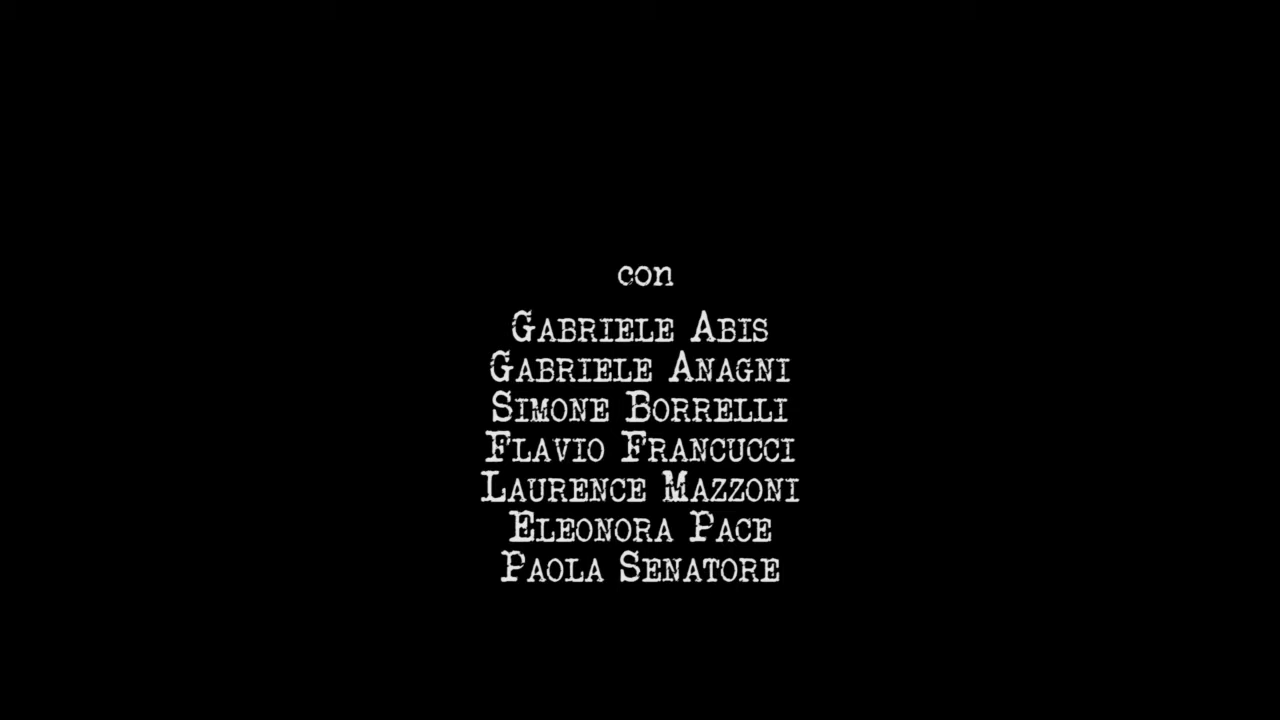 con
Gabriele Abis
Gabriele Anagni
Simone Borrelli
Flavio Francucci
Laurence Mazzoni
Eleonora Pace
Paola Senatore